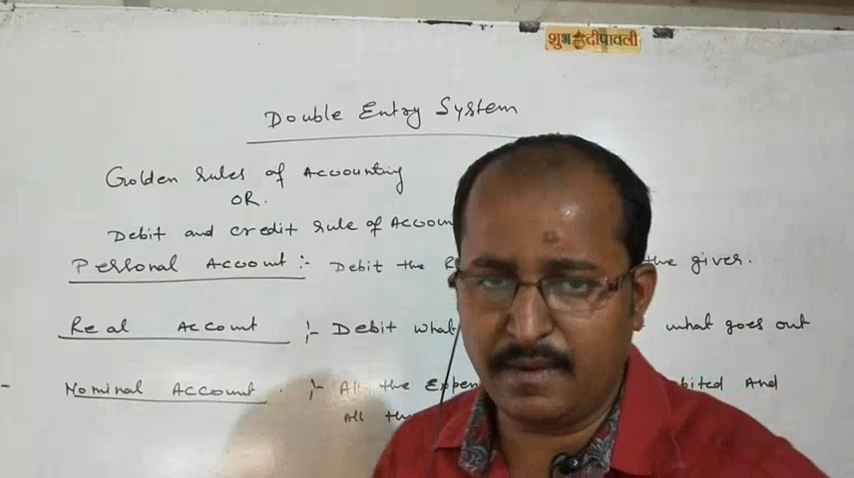 शुभ दीपावली
Double Entry System
Golden rules of Accounting
OR.
Debit and credit rule of Accoun
Personal Account :- Debit the R the giver.
Real Account :- Debit what what goes out
Nominal Account :- All the Expen bited And
All th